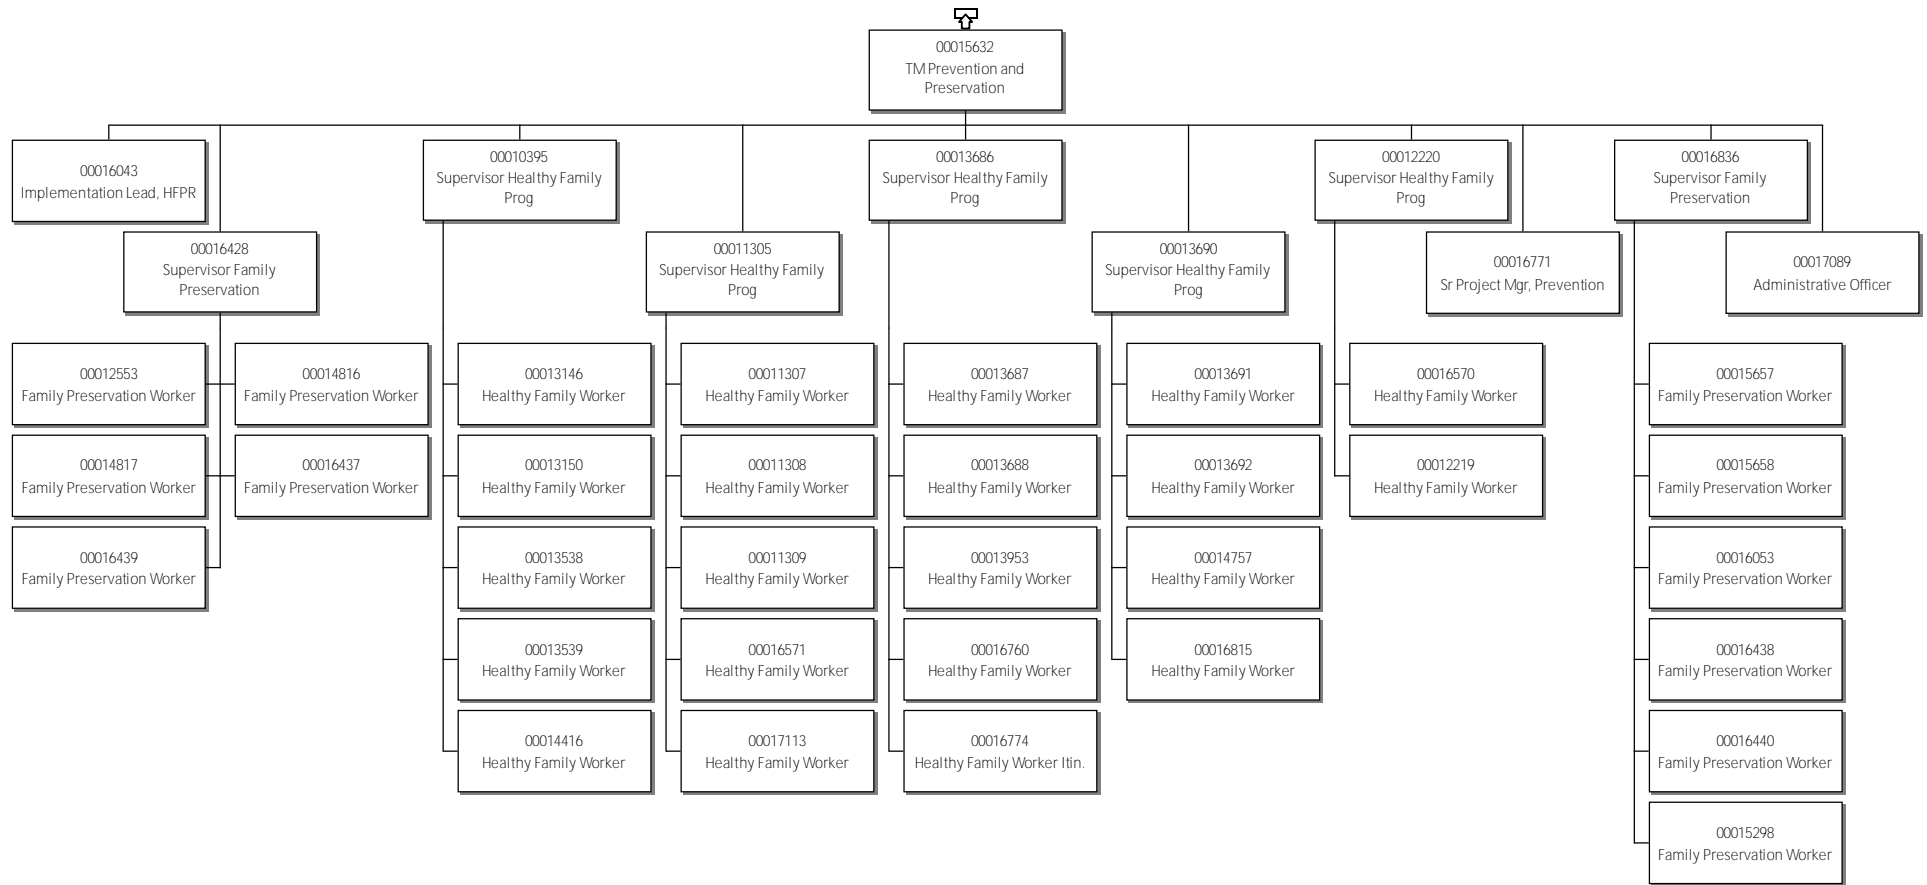 00015632
TM Prevention and
Preservation
00016043
Implementation Lead, HFPR
00016428
Supervisor Family
Preservation
00010395
Supervisor Healthy Family
Prog
00011305
Supervisor Healthy Family
Prog
00013686
Supervisor Healthy Family
Prog
00013690
Supervisor Healthy Family
Prog
00012220
Supervisor Healthy Family
Prog
00016771
Sr Project Mgr, Prevention
00016836
Supervisor Family
Preservation
00017089
Administrative Officer
00012553
Family Preservation Worker
00014816
Family Preservation Worker
00014817
Family Preservation Worker
00016437
Family Preservation Worker
00016439
Family Preservation Worker
00013146
Healthy Family Worker
00013150
Healthy Family Worker
00013538
Healthy Family Worker
00013539
Healthy Family Worker
00014416
Healthy Family Worker
00011307
Healthy Family Worker
00011308
Healthy Family Worker
00011309
Healthy Family Worker
00016571
Healthy Family Worker
00017113
Healthy Family Worker
00013687
Healthy Family Worker
00013688
Healthy Family Worker
00013953
Healthy Family Worker
00016760
Healthy Family Worker
00016774
Healthy Family Worker Itin.
00013691
Healthy Family Worker
00013692
Healthy Family Worker
00014757
Healthy Family Worker
00016815
Healthy Family Worker
00016570
Healthy Family Worker
00012219
Healthy Family Worker
00015657
Family Preservation Worker
00015658
Family Preservation Worker
00016053
Family Preservation Worker
00016438
Family Preservation Worker
00016440
Family Preservation Worker
00015298
Family Preservation Worker